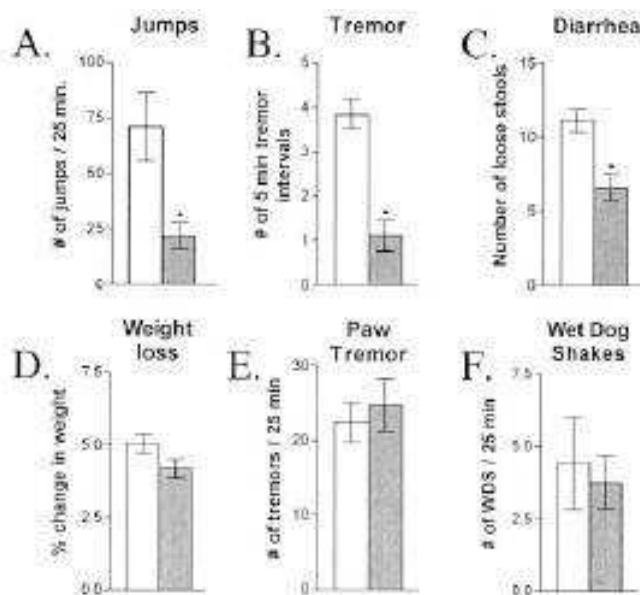 A.
Jumps
# of jumps / 25 min.
100
75
50
25
0
*
B.
Tremor
# of 5 min tremor
intervals
5
4
3
2
1
0
*
C.
Diarrhea
Number of loose stools
15
10
5
0
*
D.
Weight
loss
% change in weight
7.5
5.0
2.5
0.0
E.
Paw
Tremor
# of tremors / 25 min
30
20
10
0
F.
Wet Dog
Shakes
# of WDS / 25 min
7.5
5.0
2.5
0.0